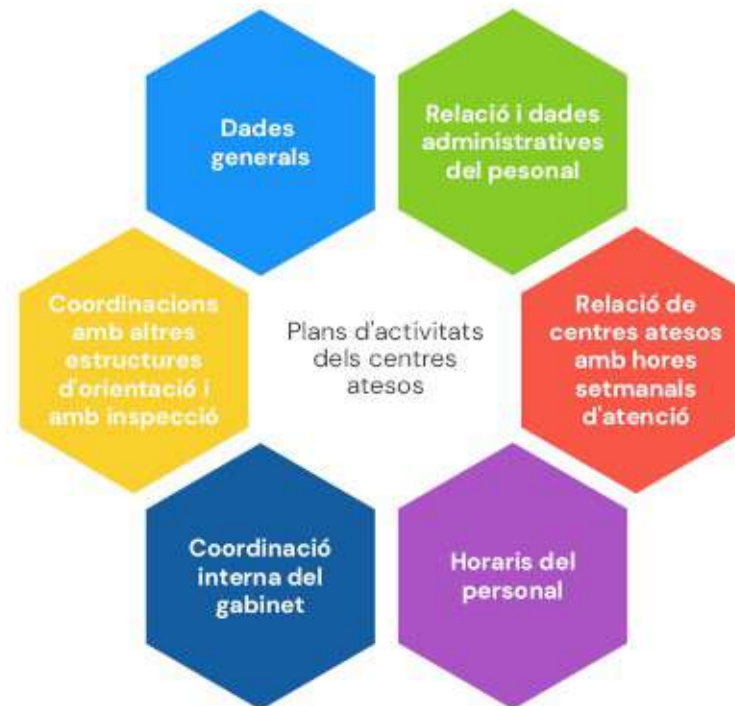 Dades
generals
Relació i dades
administratives
del pesonal
Coordinacions
amb altres
estructures
d'orientació i
amb inspecció
Plans d'activitats
dels centres
atesos
Relació de
centres atesos
amb hores
setmanals
d'atenció
Coordinació
interna del
gabinet
Horaris del
personal